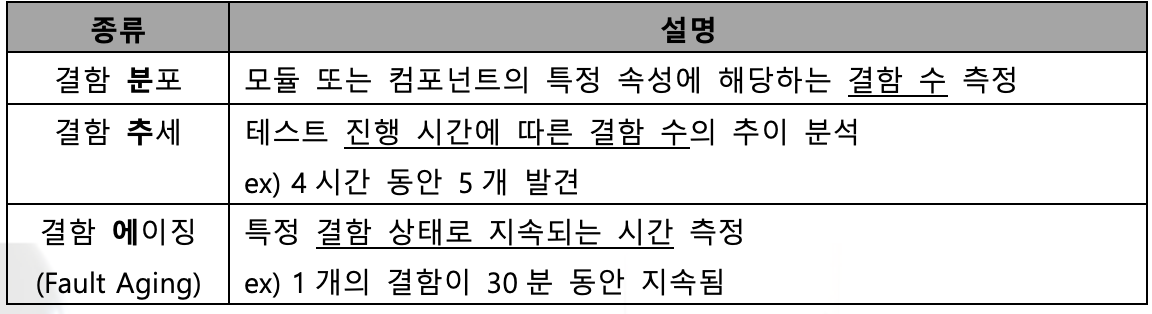 종류 설명
결함 분포 모듈 또는 컴포넌트의 특정 속성에 해당하는 결함 수 측정
결함 추세 테스트 진행 시간에 따른 결함 수의 추이 분석
ex) 4시간 동안 5개 발견
결함 에이징 특정 결함 상태로 지속되는 시간 측정
(Fault Aging) ex) 1개의 결함이 30분 동안 지속됨